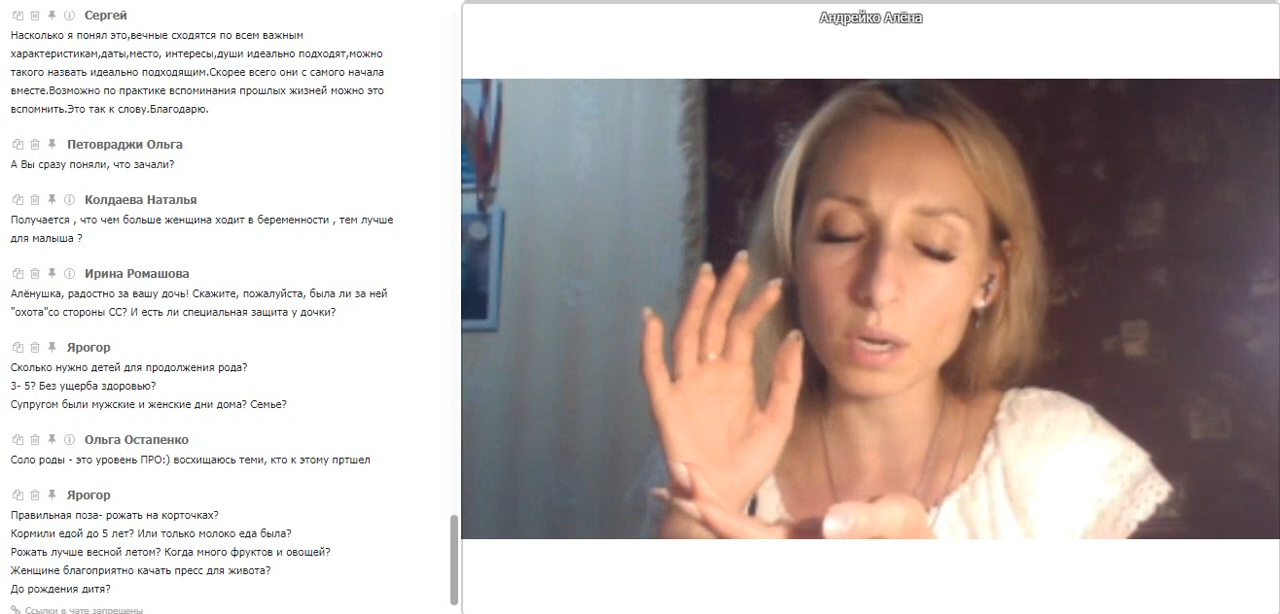 Сергей
Насколько я понял это,вечные сходятся по всем важным
характеристикам,даты,место, интересы,души идеально подходят,можно
такого назвать идеально подходящим.Скорее всего они с самого начала
вместе.Возможно по практике вспоминания прошлых жизней можно это
вспомнить.Это так к слову.Благодарю.
Петовраджи Ольга
А Вы сразу поняли, что зачали?
Колдаева Наталья
Получается , что чем больше женщина ходит в беременности , тем лучше
для малыша ?
Ирина Ромашова
Алёнушка, радостно за вашу дочь! Скажите, пожалуйста, была ли за ней
"охота"со стороны СС? И есть ли специальная защита у дочки?
Ярогор
Сколько нужно детей для продолжения рода?
3- 5? Без ущерба здоровью?
Супругом были мужские и женские дни дома? Семье?
Ольга Остапенко
Соло роды - это уровень ПРО:) восхищаюсь теми, кто к этому пртшел
Ярогор
Правильная поза- рожать на корточках?
Кормили едой до 5 лет? Или только молоко еда была?
Рожать лучше весной летом? Когда много фруктов и овощей?
Женщине благоприятно качать пресс для живота?
До рождения дитя?
Ссылки в чате запрещены
Андрейко Алёна